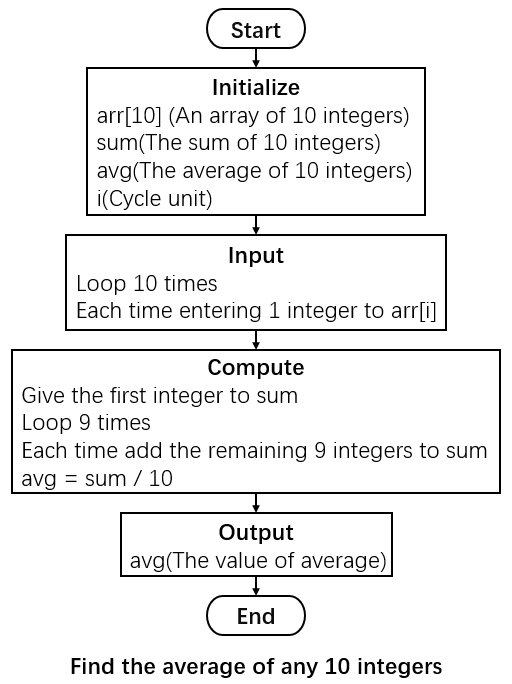 Start
Initialize
arr[10] (An array of 10 integers)
sum(The sum of 10 integers)
avg(The average of 10 integers)
i(Cycle unit)
Input
Loop 10 times
Each time entering 1 integer to arr[i]
Compute
Give the first integer to sum
Loop 9 times
Each time add the remaining 9 integers to sum
avg = sum / 10
Output
avg(The value of average)
End
Find the average of any 10 integers